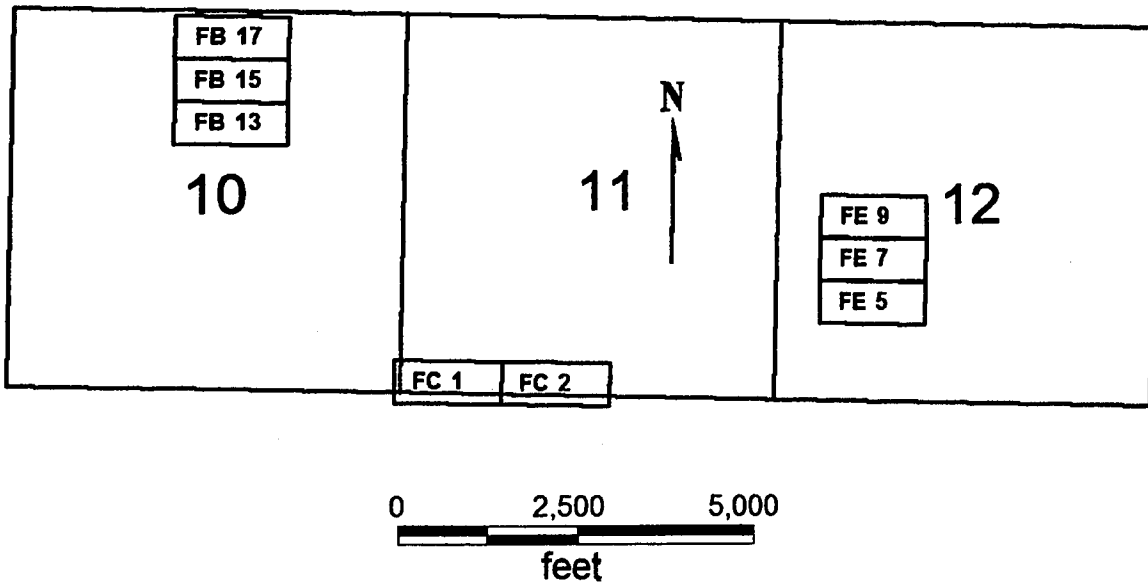 FB 17
FB 15
FB 13
N
10
11
12
FE 9
FE 7
FE 5
FC 1 FC 2
0 2,500 5,000
feet